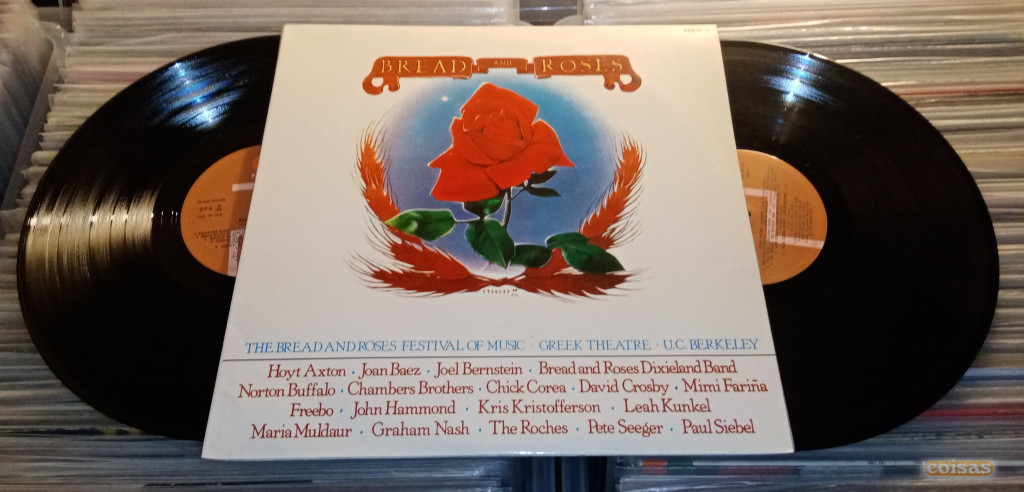 BREAD AND ROSES
THE BREAD AND ROSES FESTIVAL OF MUSIC · GREEK THEATRE · U.C. BERKELEY
Hoyt Axton · Joan Baez · Joel Bernstein · Bread and Roses Dixieland Band
Norton Buffalo · Chambers Brothers · Chick Corea · David Crosby · Mimi Fariña
Freebo · John Hammond · Kris Kristofferson · Leah Kunkel
Maria Muldaur · Graham Nash · The Roches · Pete Seeger · Paul Siebel
coisas